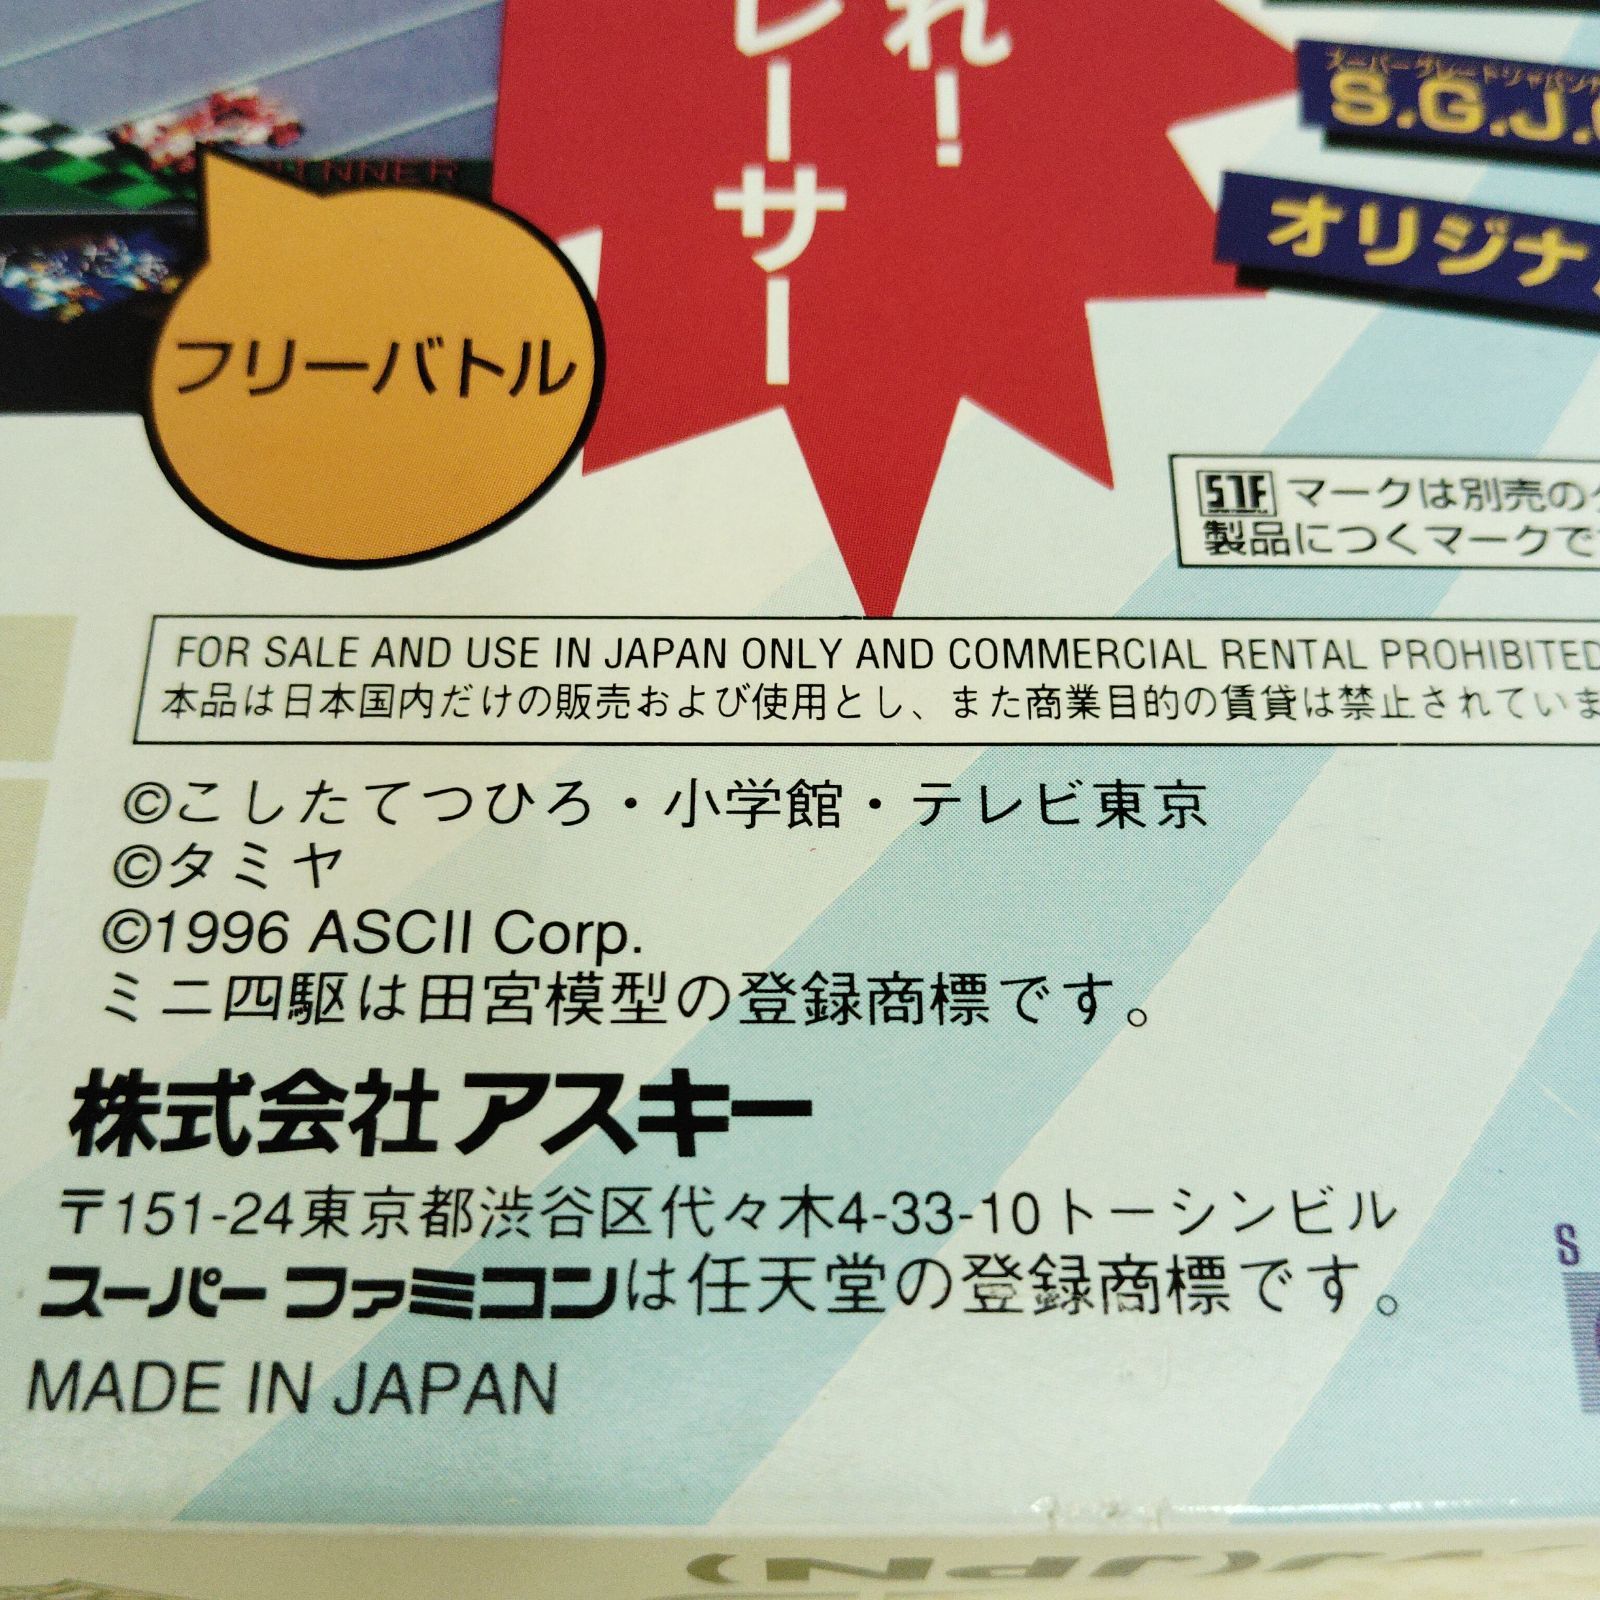 れ!
レーサー
S.G.J.
オリジナ
WINNER
フリーバトル
マークは別売の
製品につくマークで
FOR SALE AND USE IN JAPAN ONLY AND COMMERCIAL RENTAL PROHIBITED
本品は日本国内だけの販売および使用とし、また商業目的の賃貸は禁止されていま
©こしたてつひろ・小学館・テレビ東京
©タミヤ
©1996 ASCII Corp.
ミニ四駆は田宮模型の登録商標です。
株式会社アスキー
〒151-24東京都渋谷区代々木4-33-10トーシンビル
スーパーファミコンは任天堂の登録商標です。
S
MADE IN JAPAN